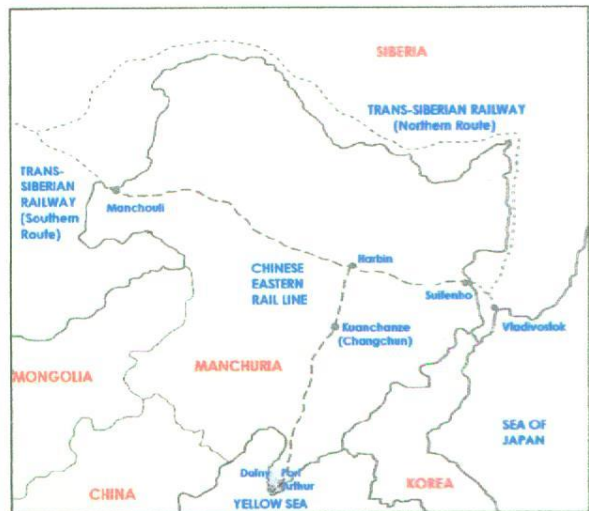 SIBERIA
TRANS-SIBERIAN RAILWAY
(Northern Route)
TRANS-
SIBERIAN
RAILWAY
(Southern
Route)
Manchouli
Harbin
CHINESE
EASTERN
RAIL LINE
Suifenho
Vladivostok
Kuanchanze
(Changchun)
MONGOLIA
MANCHURIA
SEA OF
JAPAN
Dalny Port
Arthur
KOREA
CHINA
YELLOW SEA